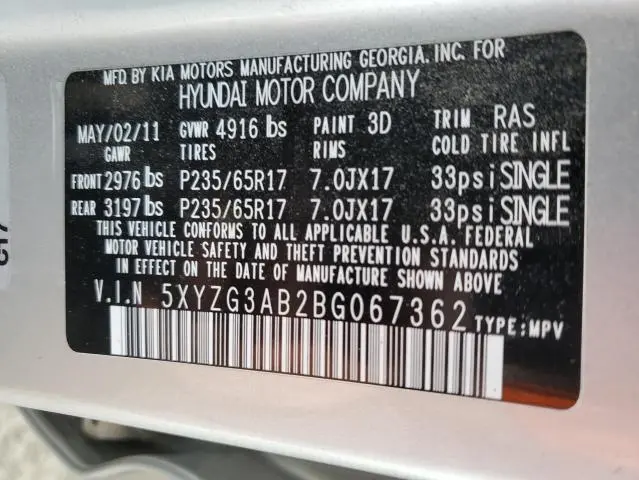 MFD. BY KIA MOTORS MANUFACTURING GEORGIA. INC. FOR
HYUNDAI MOTOR COMPANY
MAY/02/11 GVWR 4916 lbs PAINT 3D TRIM RAS
GAWR TIRES RIMS COLD TIRE INFL
FRONT 2976 lbs P235/65R17 7.0JX17 33psi SINGLE
REAR 3197 lbs P235/65R17 7.0JX17 33psi SINGLE
THIS VEHICLE CONFORMS TO ALL APPLICABLE U.S.A. FEDERAL
MOTOR VEHICLE SAFETY AND THEFT PREVENTION STANDARDS
IN EFFECT ON THE DATE OF MANUFACTURE SHOWN ABOVE
V.I.N 5XYZG3AB2BG067362 TYPE:MPV